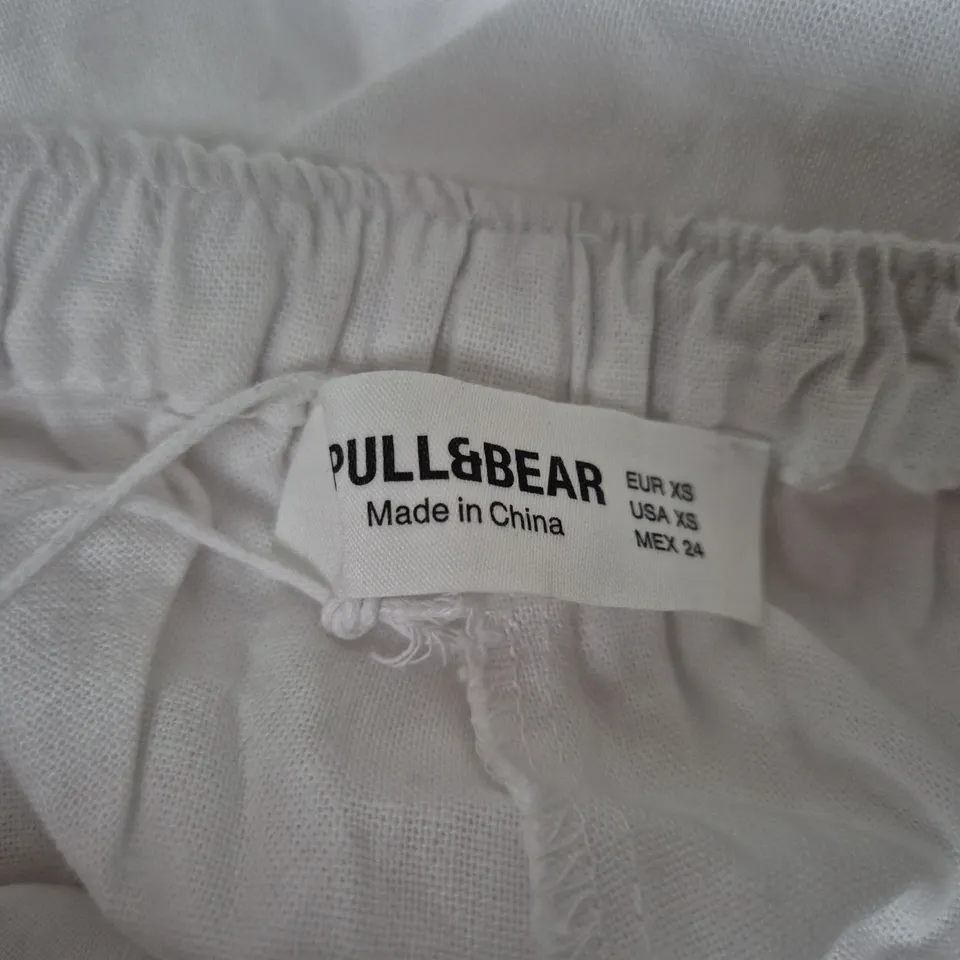 PULL&BEAR
Made in China
EUR XS
USA XS
MEX 24